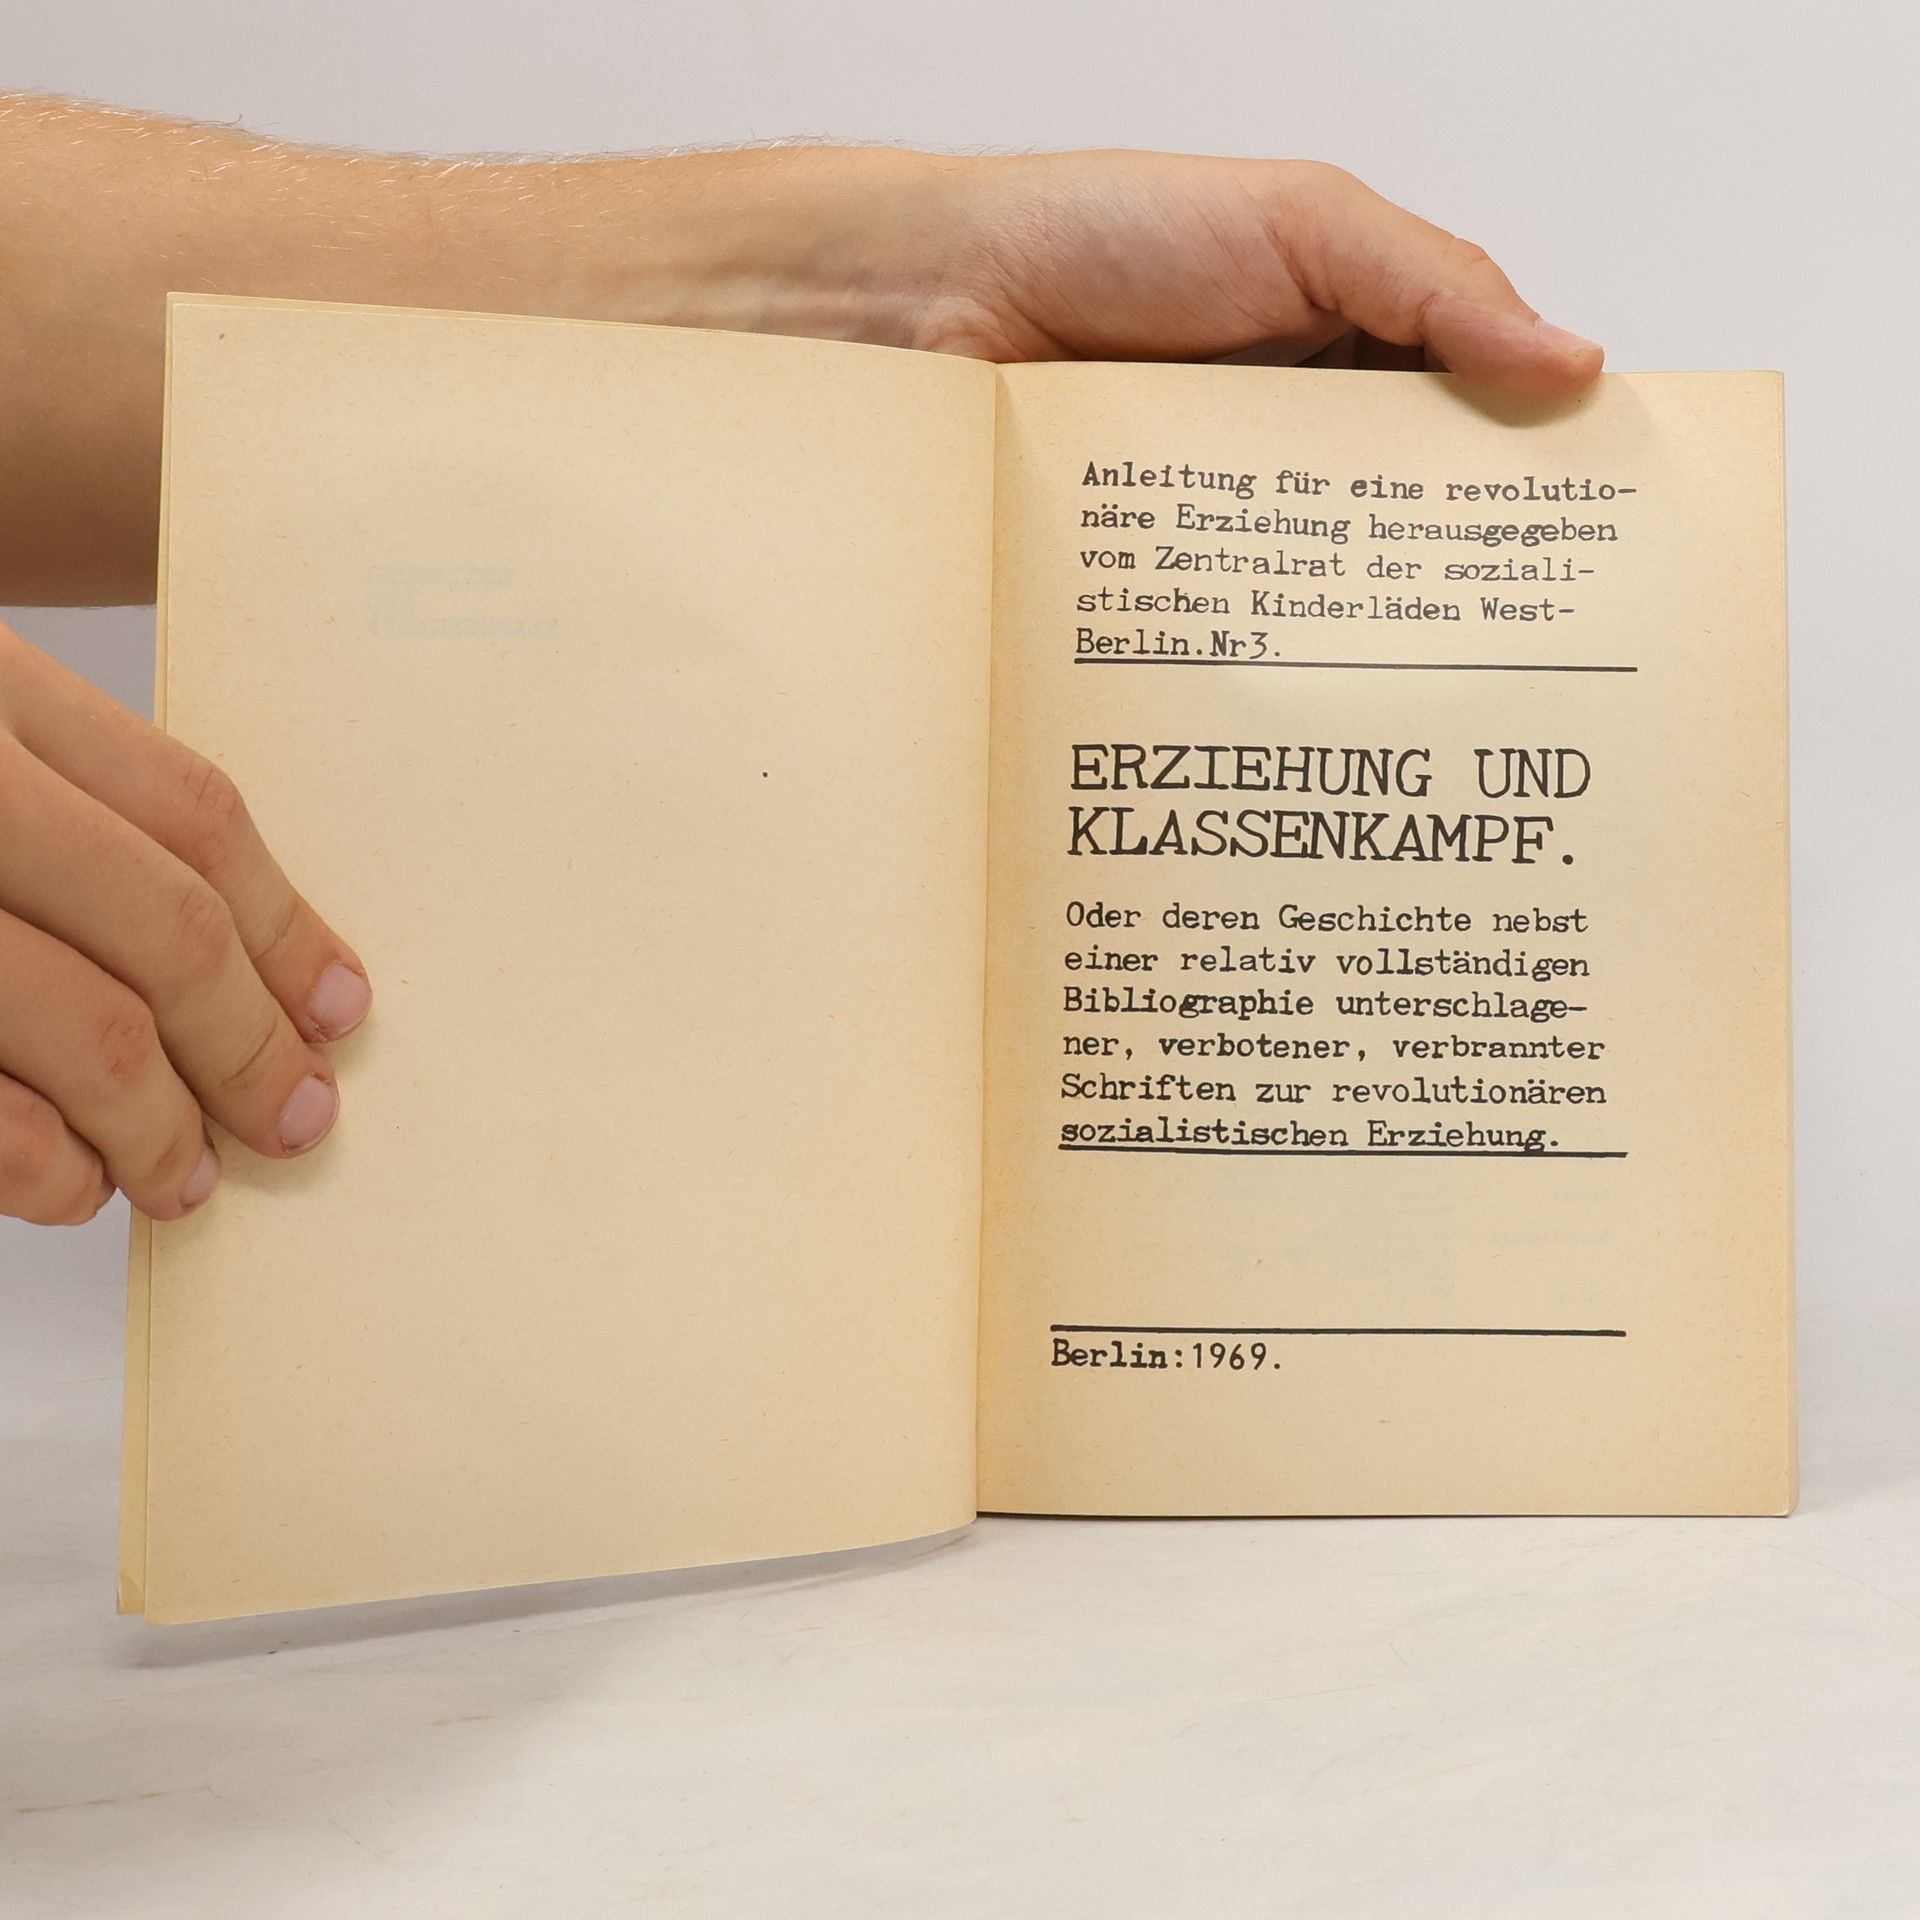 Anleitung für eine revolutio-
näre Erziehung herausgegeben
vom Zentralrat der soziali-
stischen Kinderläden West-
Berlin.Nr3.
ERZIEHUNG UND
KLASSENKAMPF.
Oder deren Geschichte nebst
einer relativ vollständigen
Bibliographie unterschlage-
ner, verbotener, verbrannter
Schriften zur revolutionären
sozialistischen Erziehung.
Berlin:1969.